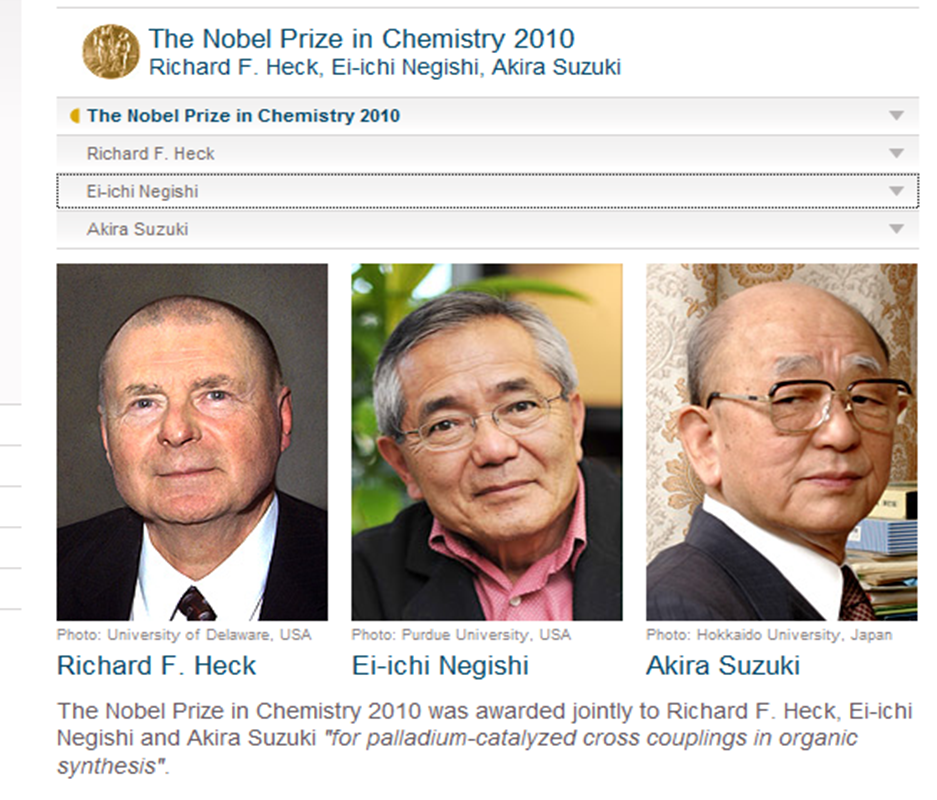 The Nobel Prize in Chemistry 2010
Richard F. Heck, Ei-ichi Negishi, Akira Suzuki
The Nobel Prize in Chemistry 2010
Richard F. Heck
Ei-ichi Negishi
Akira Suzuki
Photo: University of Delaware, USA
Photo: Purdue University, USA
Photo: Hokkaido University, Japan
Richard F. Heck
Ei-ichi Negishi
Akira Suzuki
The Nobel Prize in Chemistry 2010 was awarded jointly to Richard F. Heck, Ei-ichi
Negishi and Akira Suzuki "for palladium-catalyzed cross couplings in organic
synthesis".